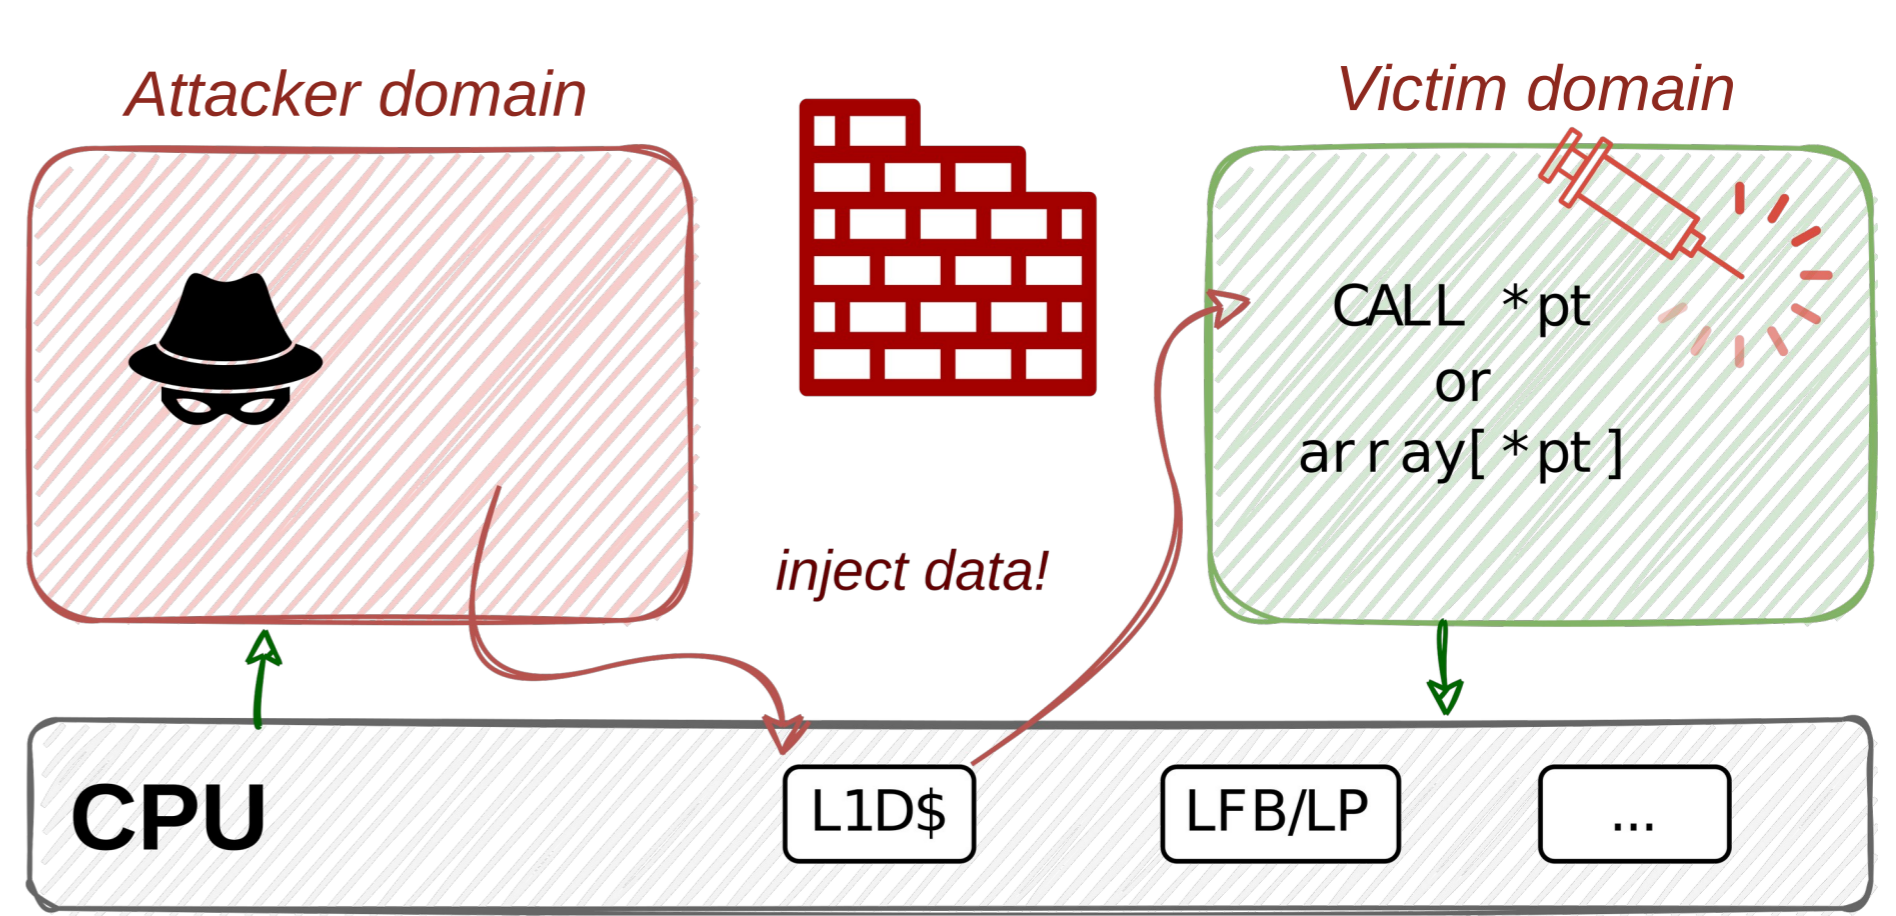 Attacker domain
Victim domain
CALL *pt
or
array[*pt]
inject data!
CPU
L1D$
LFB/LP
...